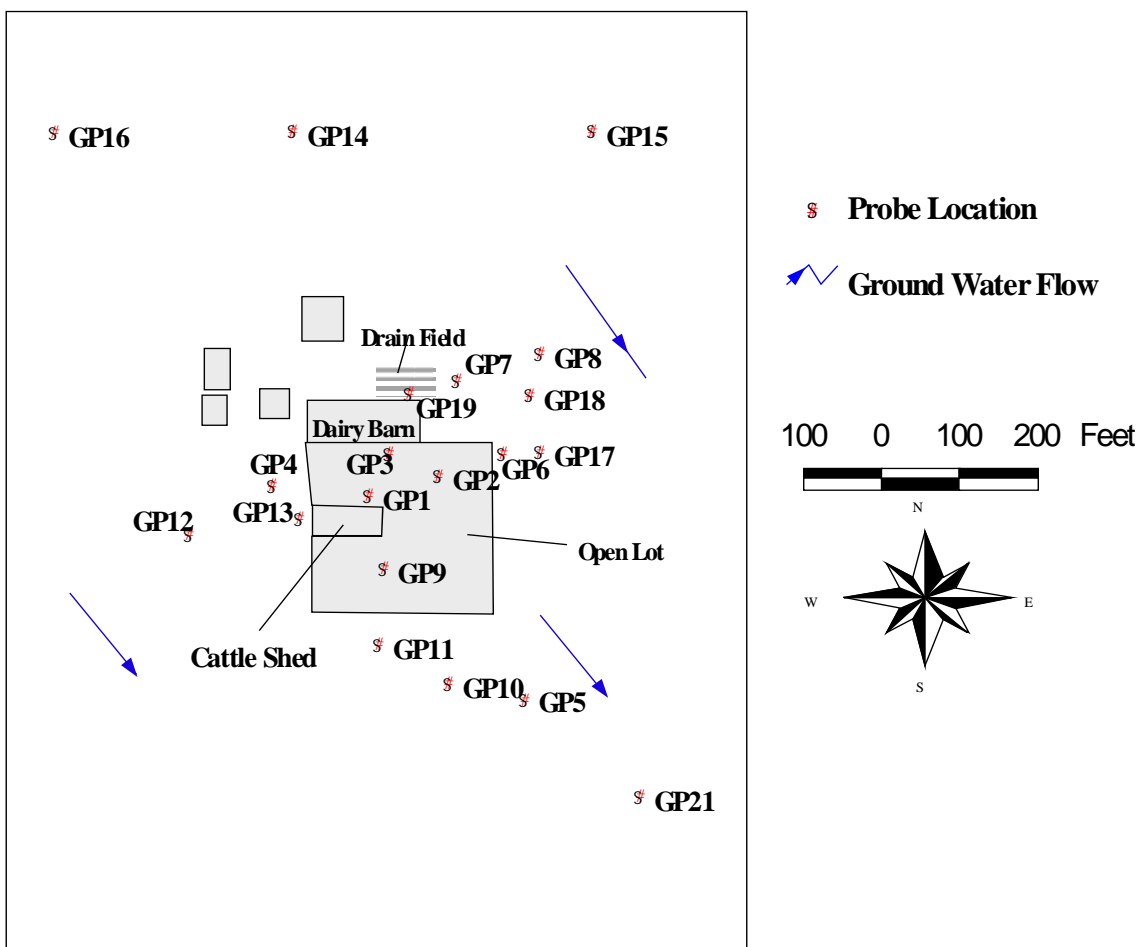 GP16
GP14
GP15
Probe Location
Ground Water Flow
Drain Field
GP7
GP8
GP18
GP19
Dairy Barn
GP4
GP3
GP6
GP17
GP2
GP1
GP12
GP13
Open Lot
GP9
Cattle Shed
GP11
GP10
GP5
GP21
100 0 100 200 Feet
N
W
E
S